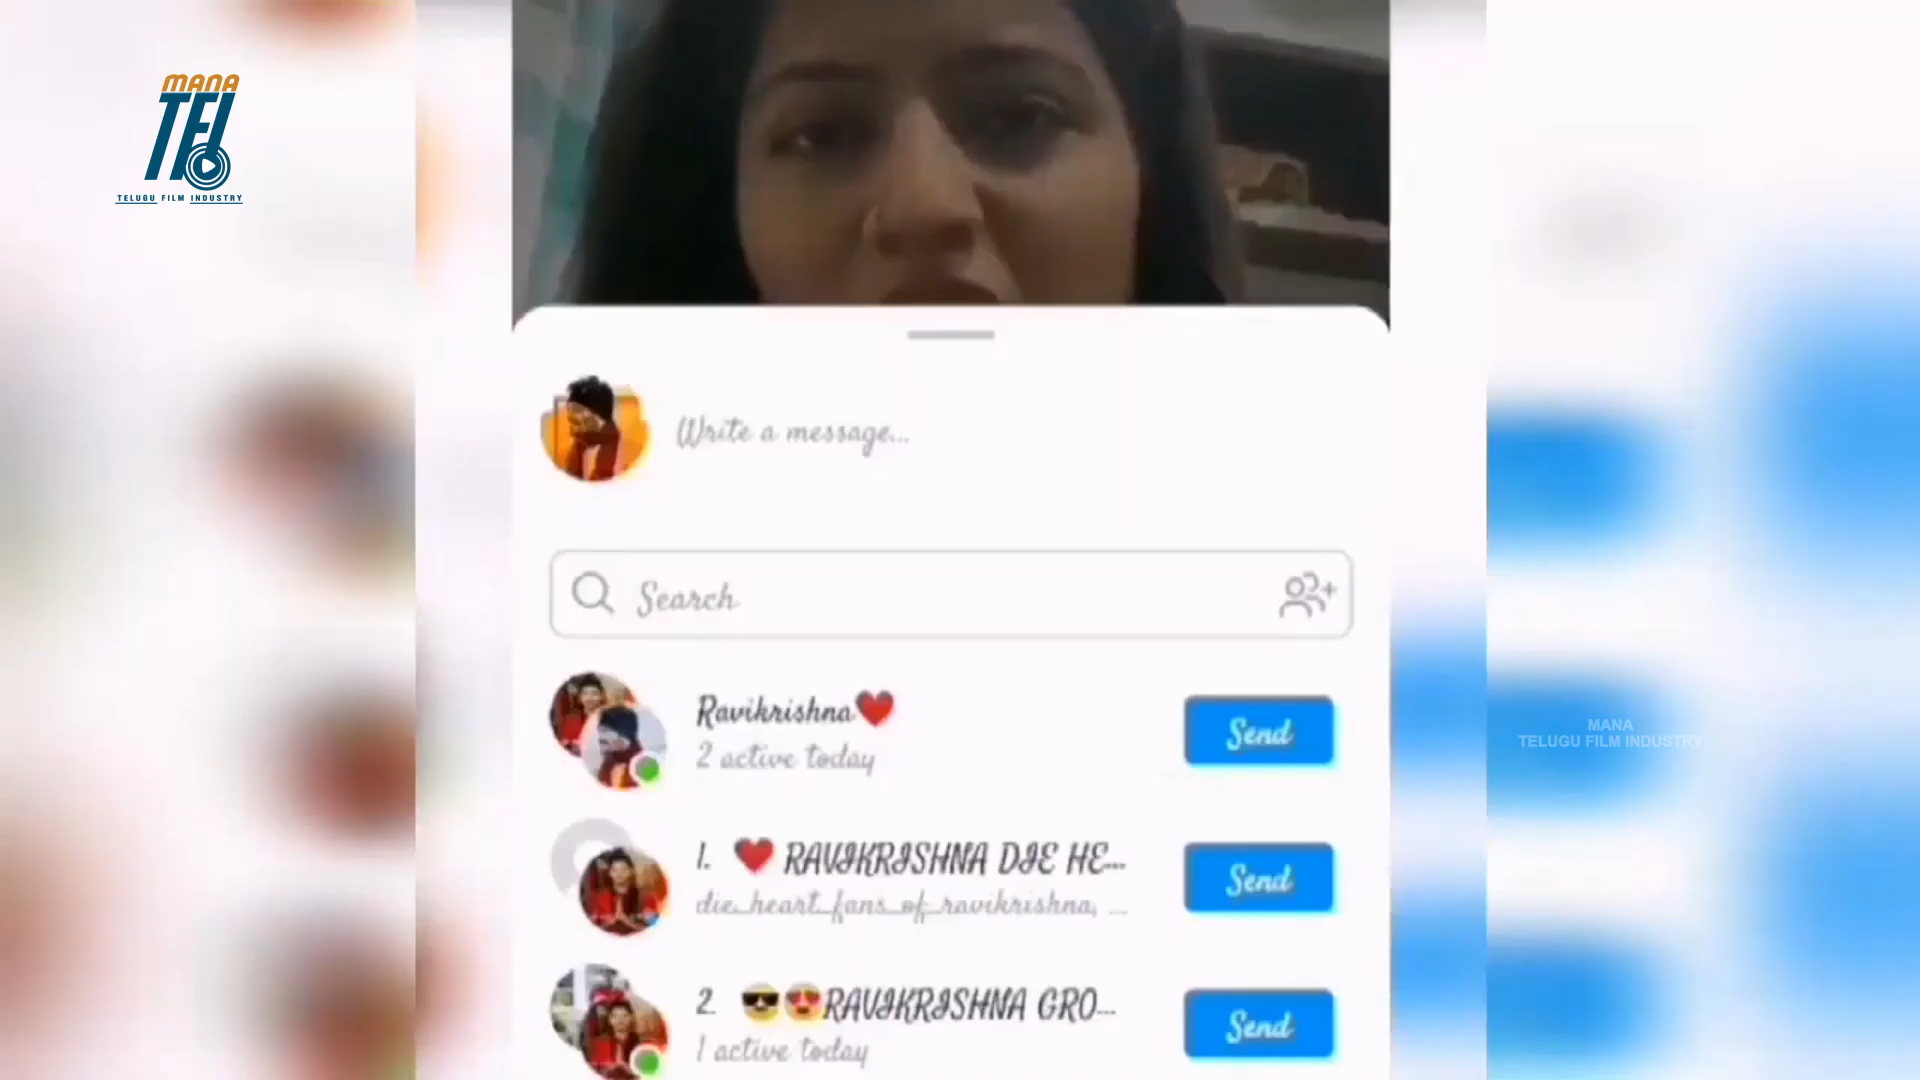 MANA
TFI
TELUGU FILM INDUSTRY
Write a message...
Search
Ravikrishna❤️
2 active today
Send
1. ❤️ RAVIKRISHNA DIE HE...
die_heart_fans_of_ravikrishna, ...
Send
2. 😎😍RAVIKRISHNA GRO...
1 active today
Send
MANA
TELUGU FILM INDUSTRY